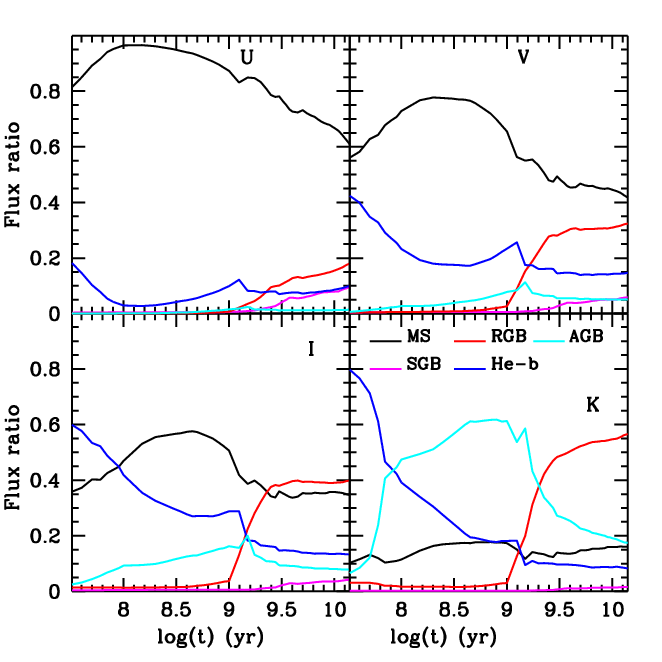 U
V
0.8
0.6
0.4
0.2
0
Flux ratio
I
MS RGB AGB
SGB He-b
K
0.8
0.6
0.4
0.2
0
Flux ratio
8 8.5 9 9.5 10 8 8.5 9 9.5 10
log(t) (yr) log(t) (yr)